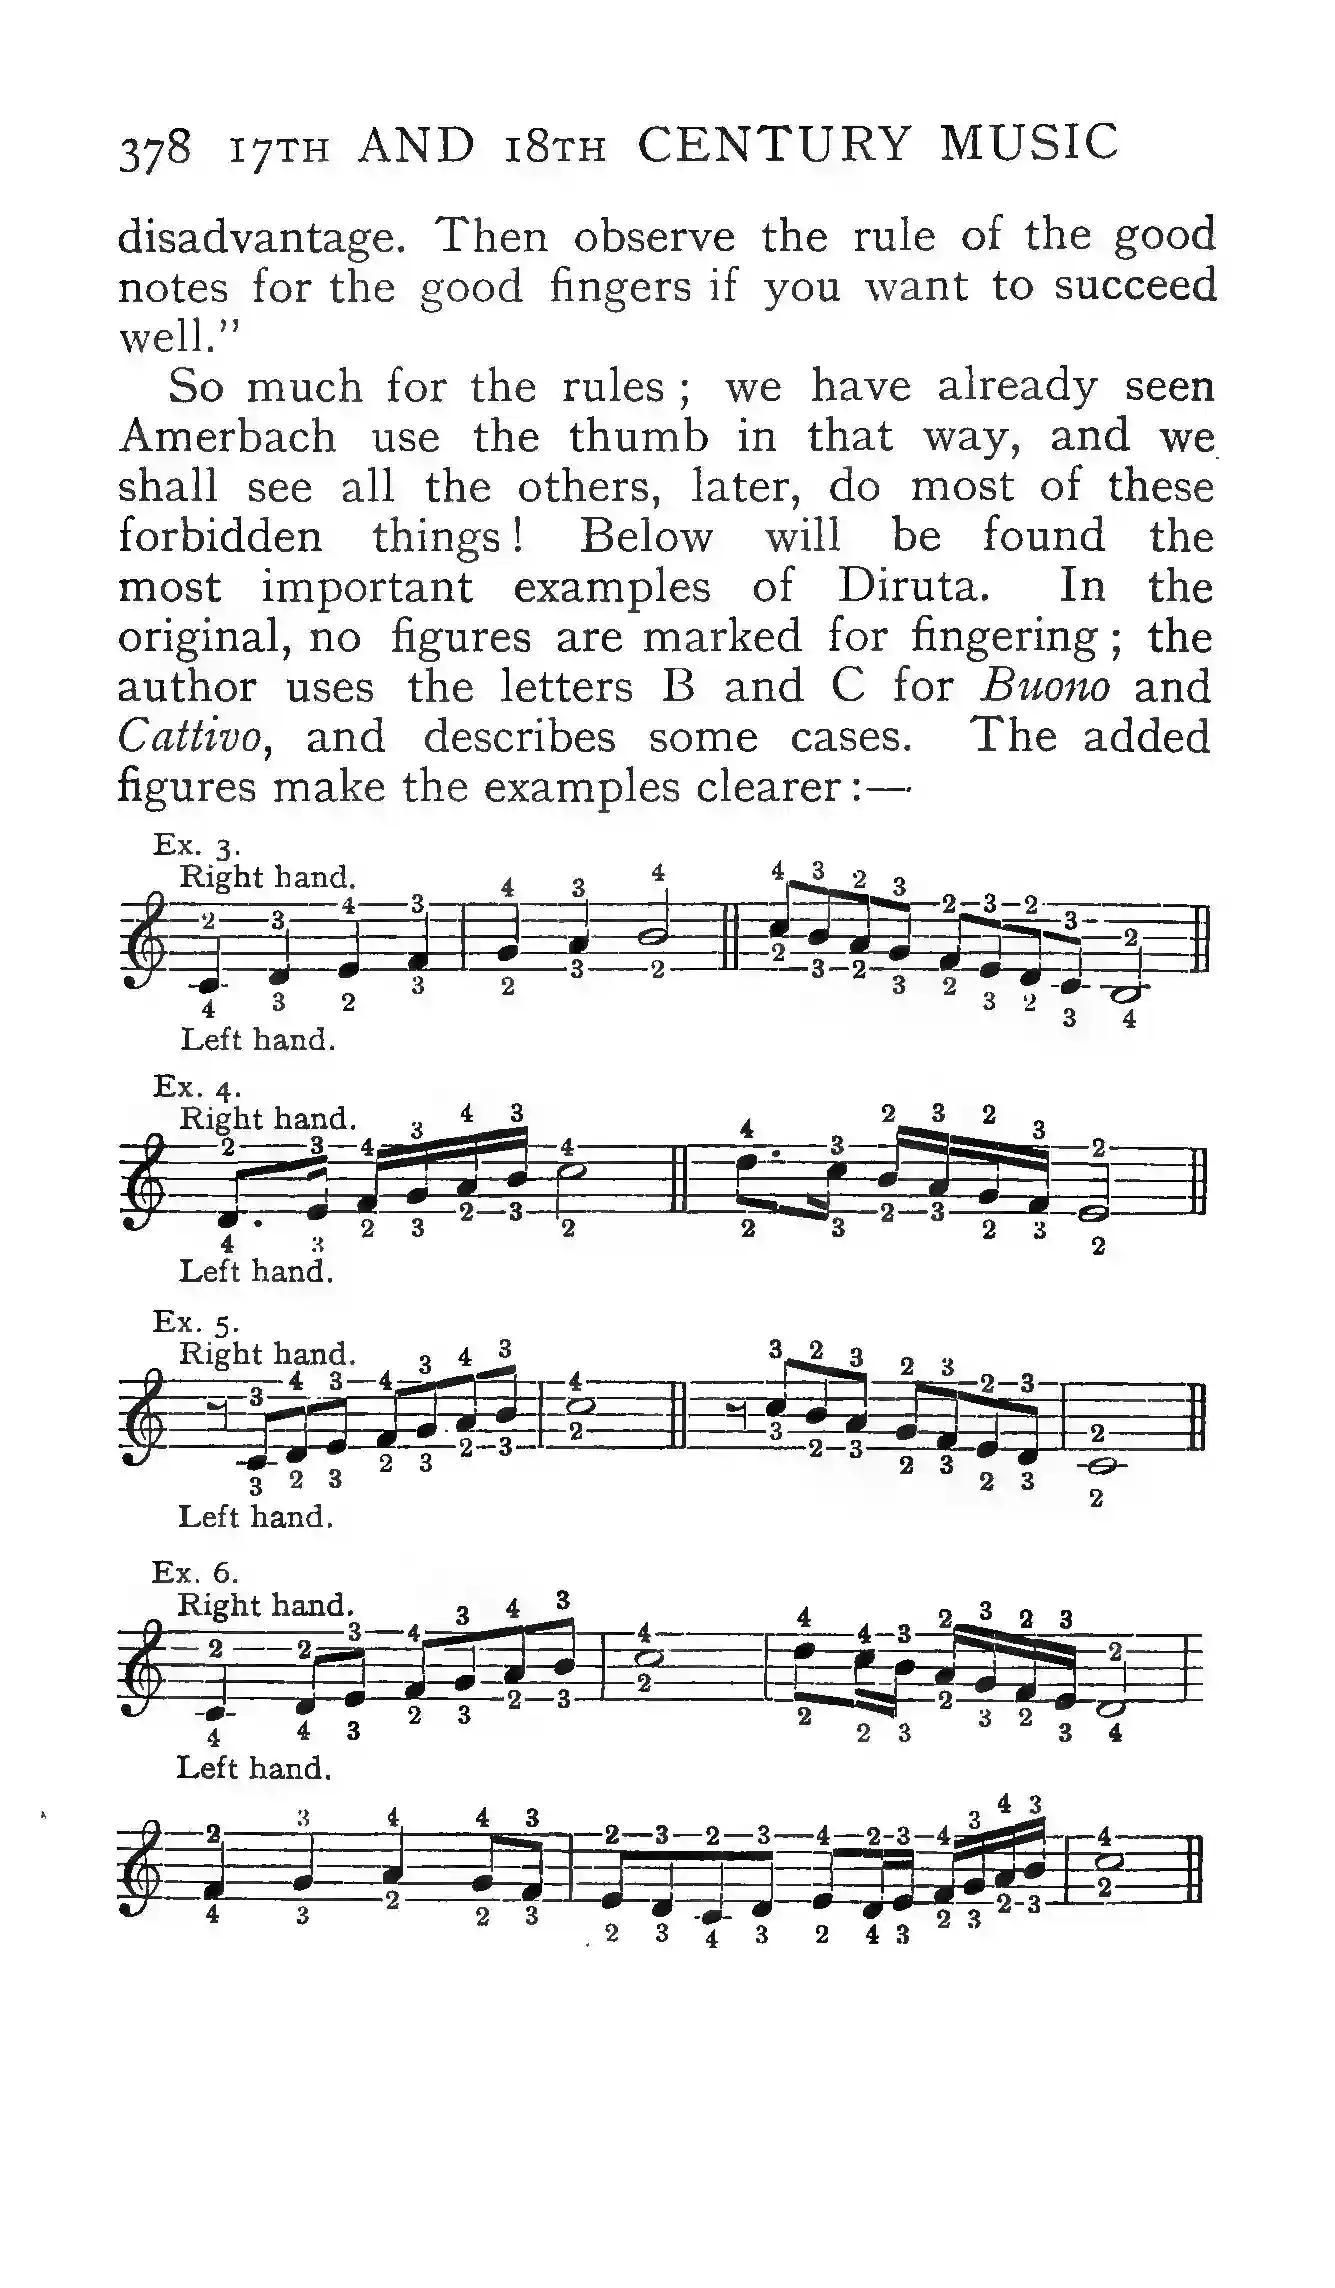 378 17TH AND 18TH CENTURY MUSIC
disadvantage. Then observe the rule of the good
notes for the good fingers if you want to succeed
well.”
So much for the rules ; we have already seen
Amerbach use the thumb in that way, and we
shall see all the others, later, do most of these
forbidden things ! Below will be found the
most important examples of Diruta. In the
original, no figures are marked for fingering ; the
author uses the letters B and C for Buono and
Cattivo, and describes some cases. The added
figures make the examples clearer :—
Ex. 3.
Right hand.
2 3 4 3 4 3 4 4 3 2 3 2 3 2 3 2
4 3 2 3 2 3 2 2 3 2 3 2 3 2 3 4
Left hand.
Ex. 4.
Right hand.
2 3 4 3 4 3 4 4 3 2 3 2 3 2
4 3 2 3 2 3 2 2 3 2 3 2 3 2
Left hand.
Ex. 5.
Right hand.
3 4 3 4 3 4 3 4 3 2 3 2 3 2 3 2
3 2 3 2 3 2 3 2 3 2 3 2 3 2 3 2
Left hand.
Ex. 6.
Right hand.
2 2 3 4 3 4 3 4 4 4 3 2 3 2 3 2
4 4 3 2 3 2 3 2 2 2 3 2 3 2 3 4
Left hand.
2 3 4 4 3 2 3 2 3 4 2 3 4 3 4 3 4
4 3 2 2 3 2 3 4 3 2 4 3 2 3 2 3 2